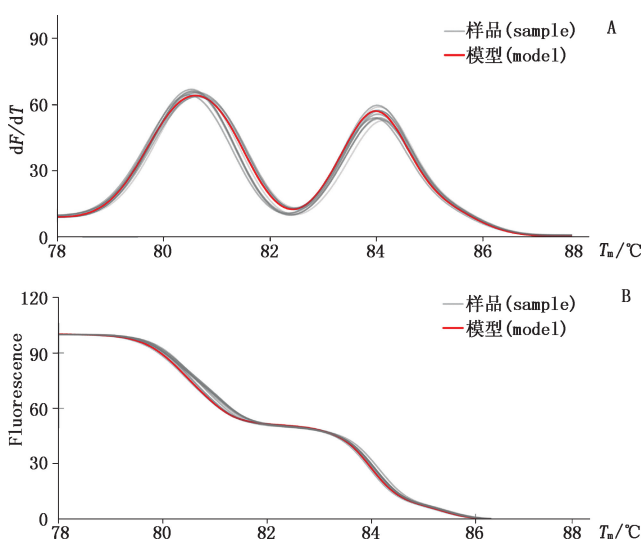 90
60
30
0
dF/dT
样品(sample)
模型(model)
A
78
80
82
84
86
88
Tm/℃
120
90
60
30
0
Fluorescence
样品(sample)
模型(model)
B
78
80
82
84
86
88
Tm/℃